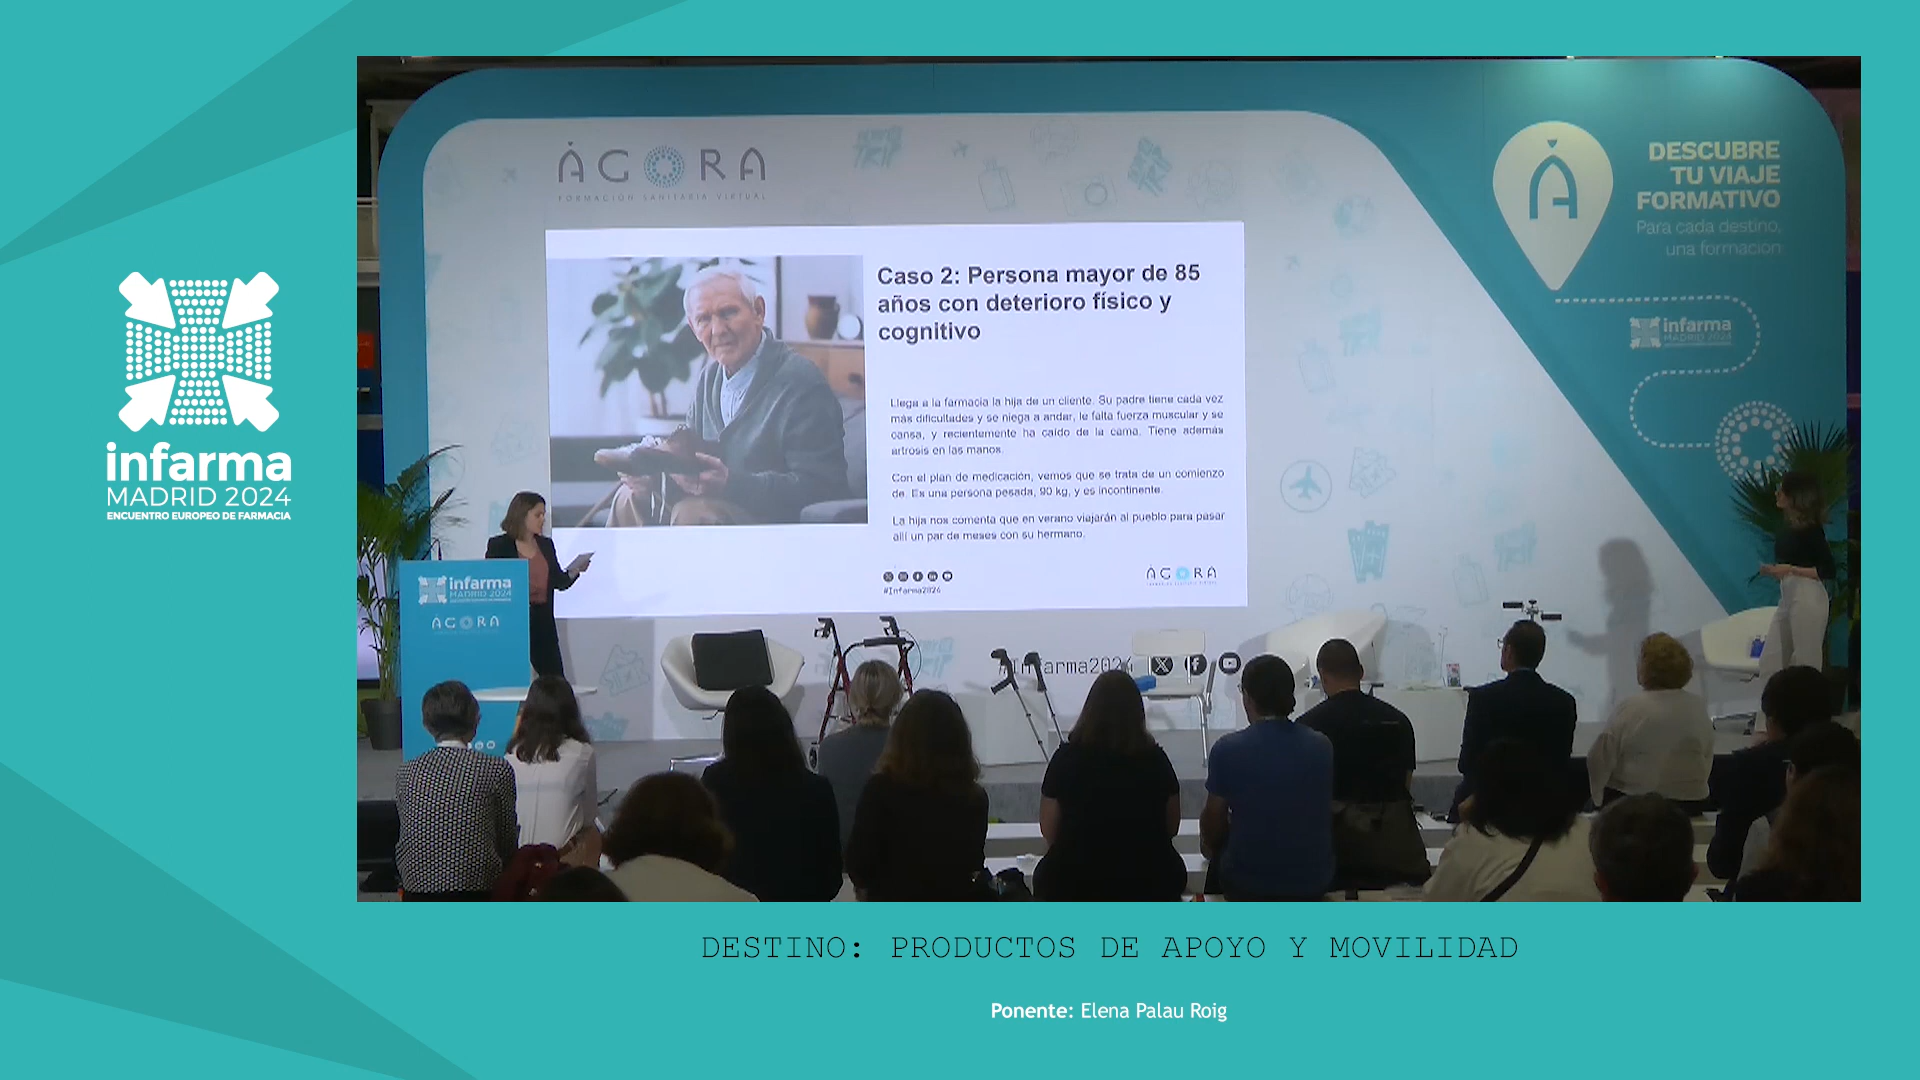 infarma
MADRID 2024
ENCUENTRO EUROPEO DE FARMACIA
ÀGORA
FORMACIÓN SANITARIA VIRTUAL
Caso 2: Persona mayor de 85
años con deterioro físico y
cognitivo
Llega a la farmacia la hija de un cliente. Su padre tiene cada vez
más dificultades y se niega a andar, le falta fuerza muscular y se
cansa, y recientemente ha caído de la cama. Tiene además
artrosis en las manos.
Con el plan de medicación, vemos que se trata de un comienzo
de. Es una persona pesada, 90 kg, y es incontinente.
La hija nos comenta que en verano viajarán al pueblo para pasar
allí un par de meses con su hermano.
#Infarma2024
ÀGORA
DESCUBRE
TU VIAJE
FORMATIVO
Para cada destino,
una formación
infarma
MADRID 2024
infarma
MADRID 2024
ÀGORA
#Infarma2024
DESTINO: PRODUCTOS DE APOYO Y MOVILIDAD
Ponente: Elena Palau Roig